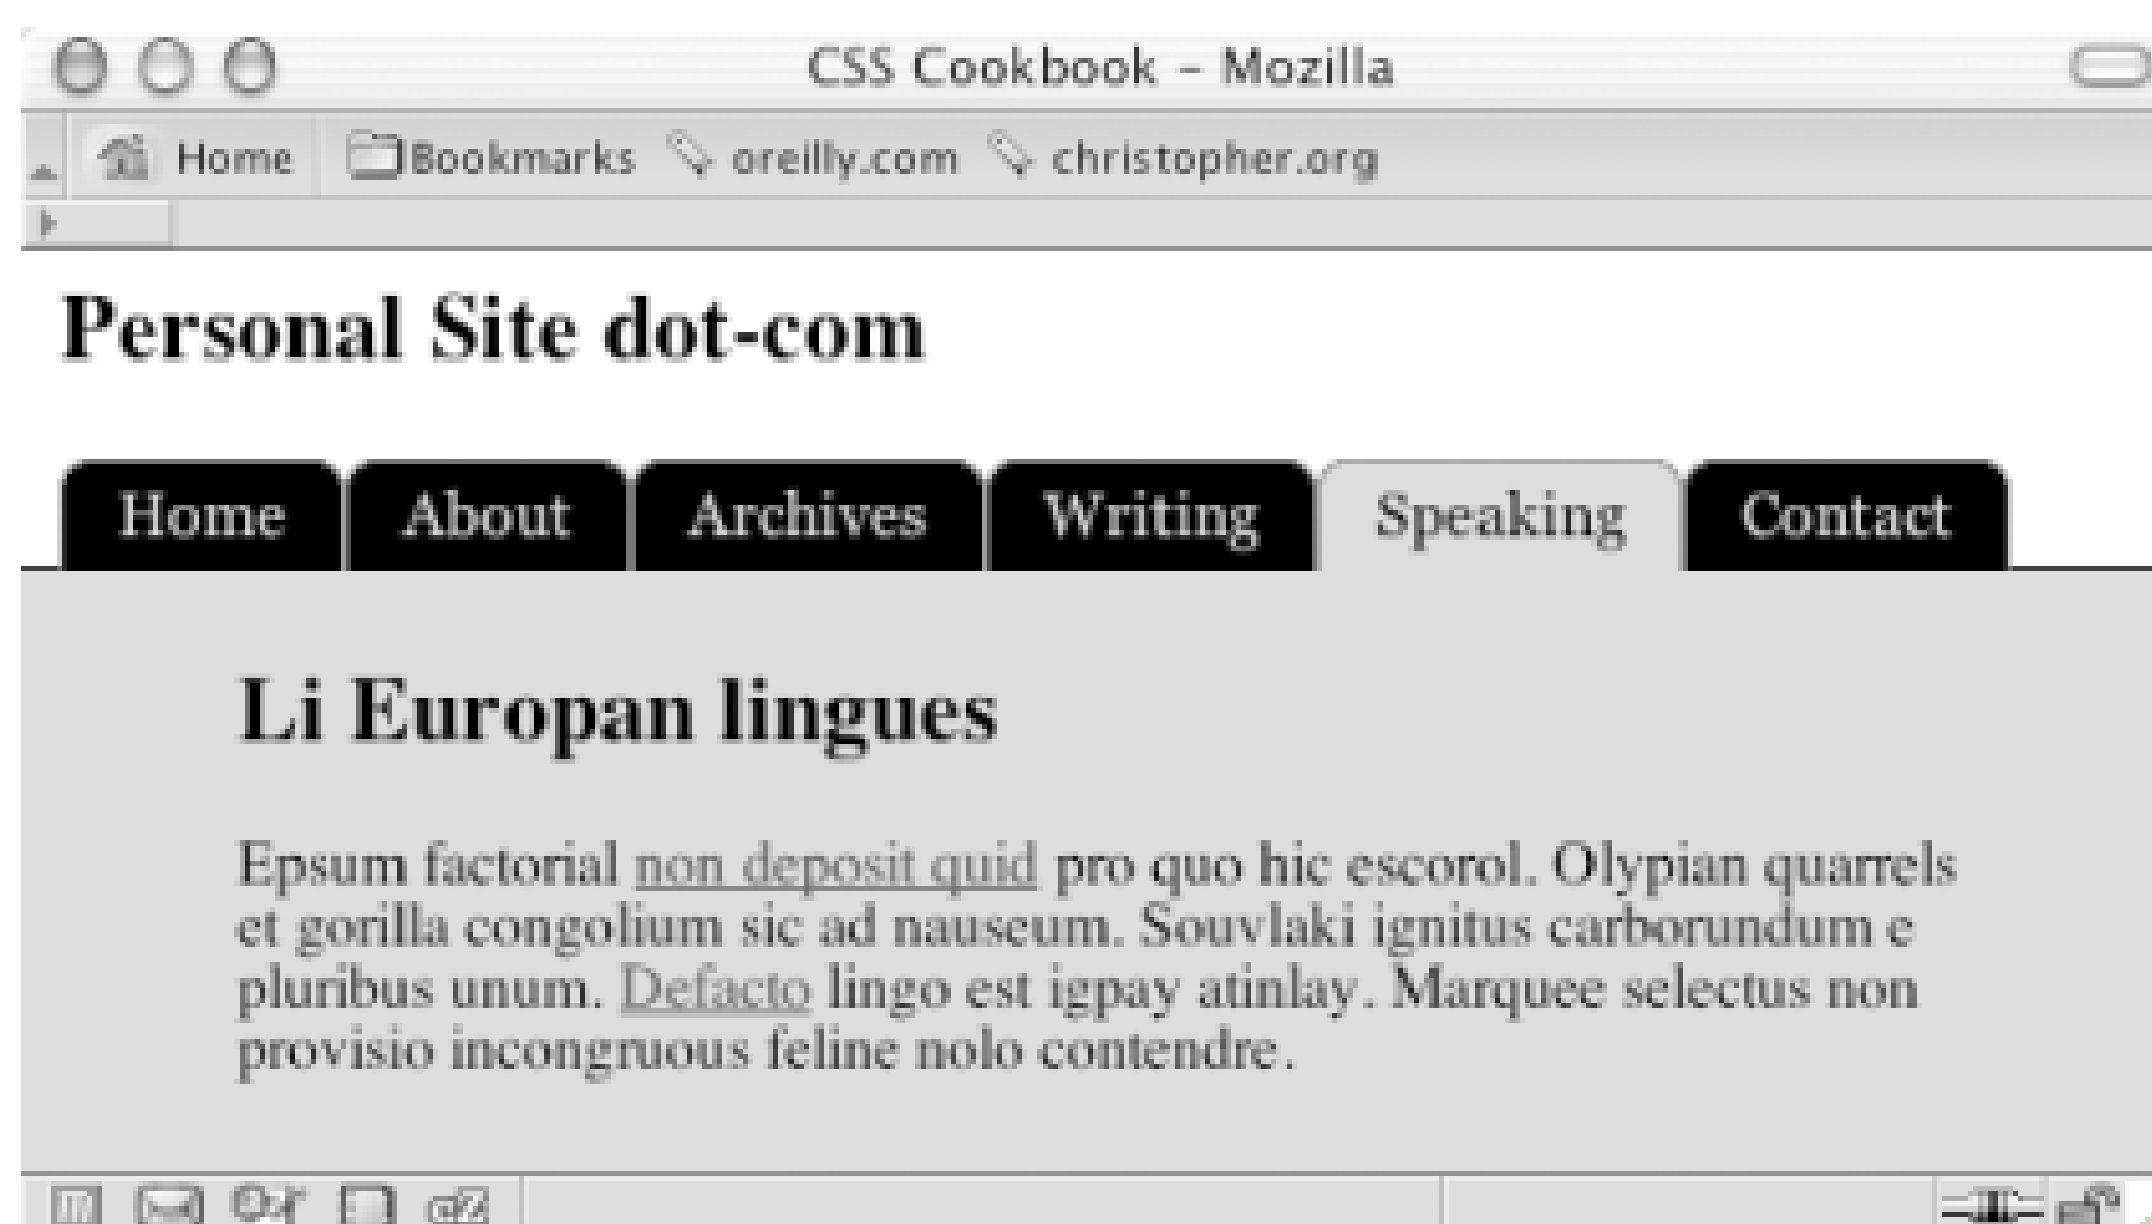 CSS Cookbook – Mozilla
Home Bookmarks oreilly.com christopher.org
Personal Site dot-com
Home About Archives Writing Speaking Contact
Li Europan lingues
Epsum factorial non deposit quid pro quo hic escorol. Olypian quarrels
et gorilla congolium sic ad nauseum. Souvlaki ignitus carborundum e
pluribus unum. Defacto lingo est igpay atinlay. Marquee selectus non
provisio incongruous feline nolo contendre.